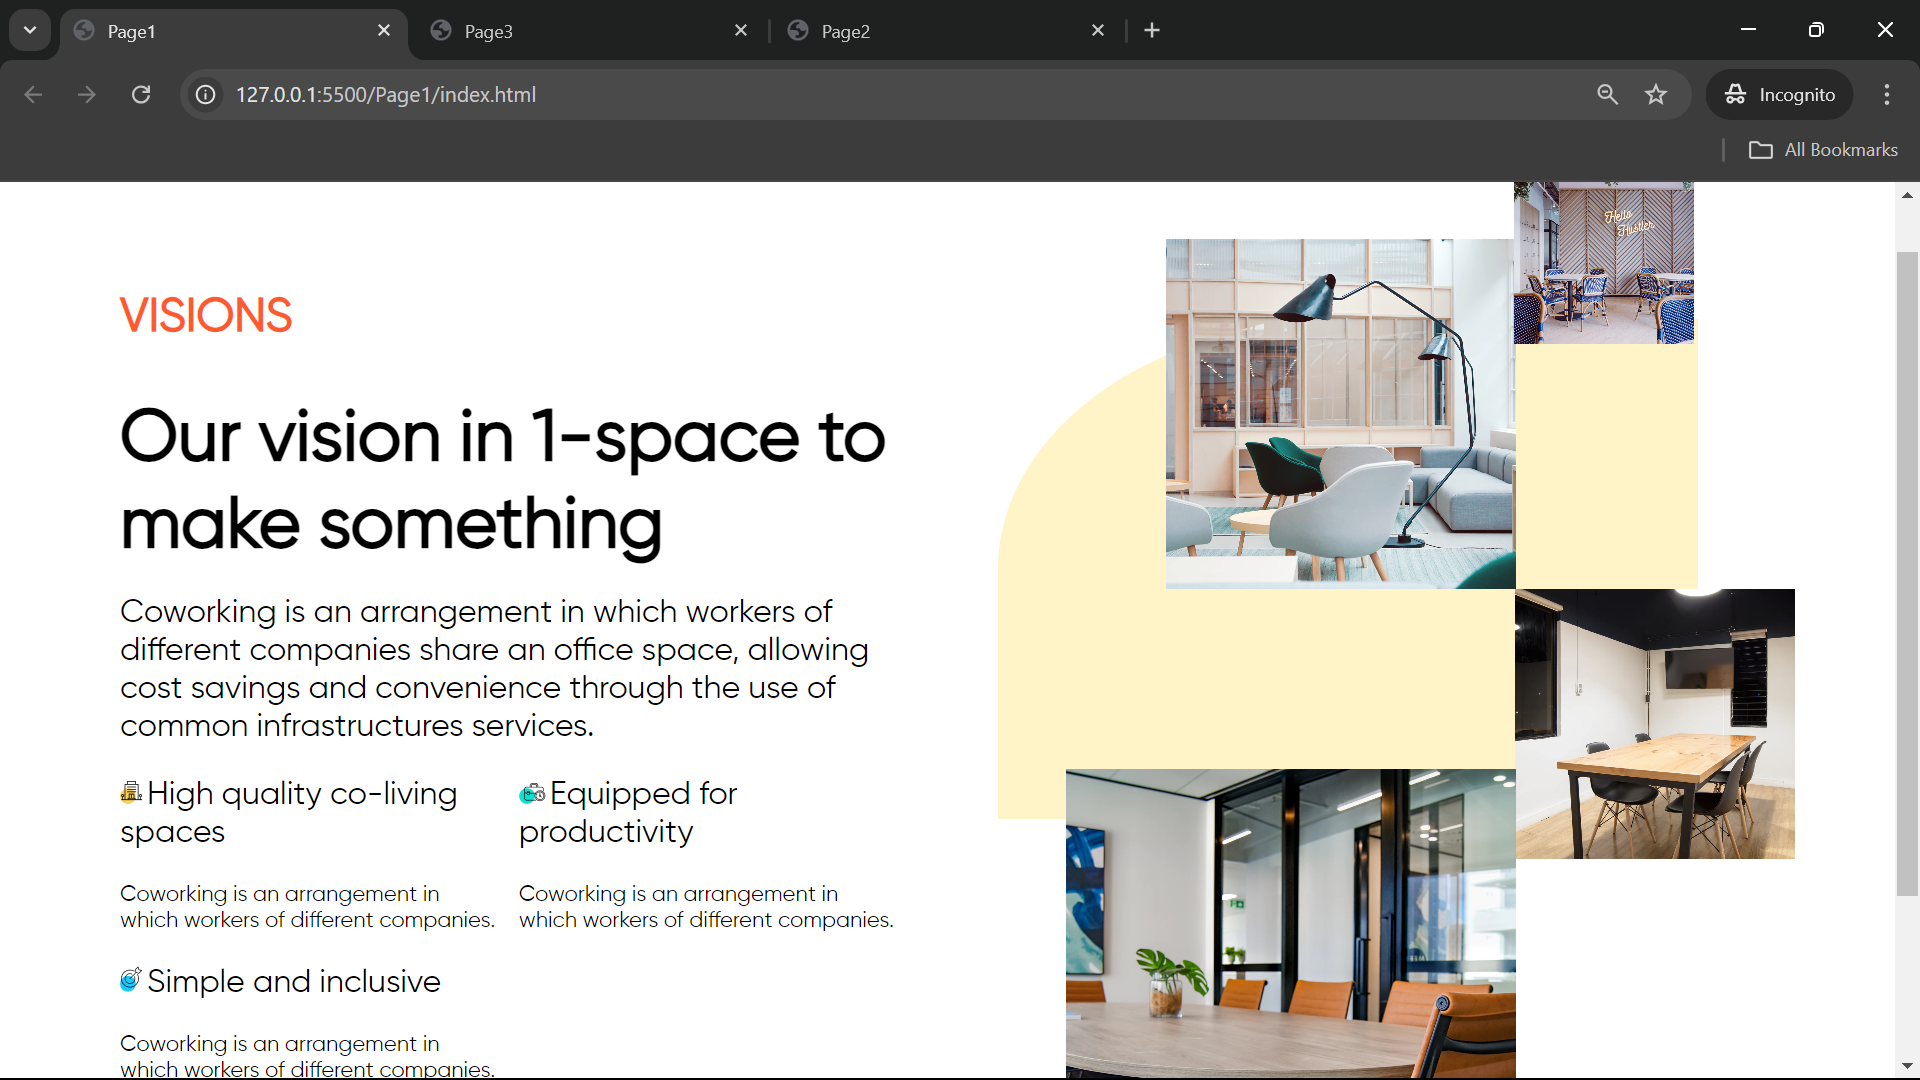 Page1
Page3
Page2
127.0.0.1:5500/Page1/index.html
Incognito
All Bookmarks
Hello
Hustler
VISIONS
Our vision in 1-space to
make something
Coworking is an arrangement in which workers of
different companies share an office space, allowing
cost savings and convenience through the use of
common infrastructures services.
High quality co-living
spaces
Equipped for
productivity
Coworking is an arrangement in
which workers of different companies.
Coworking is an arrangement in
which workers of different companies.
Simple and inclusive
Coworking is an arrangement in
which workers of different companies.